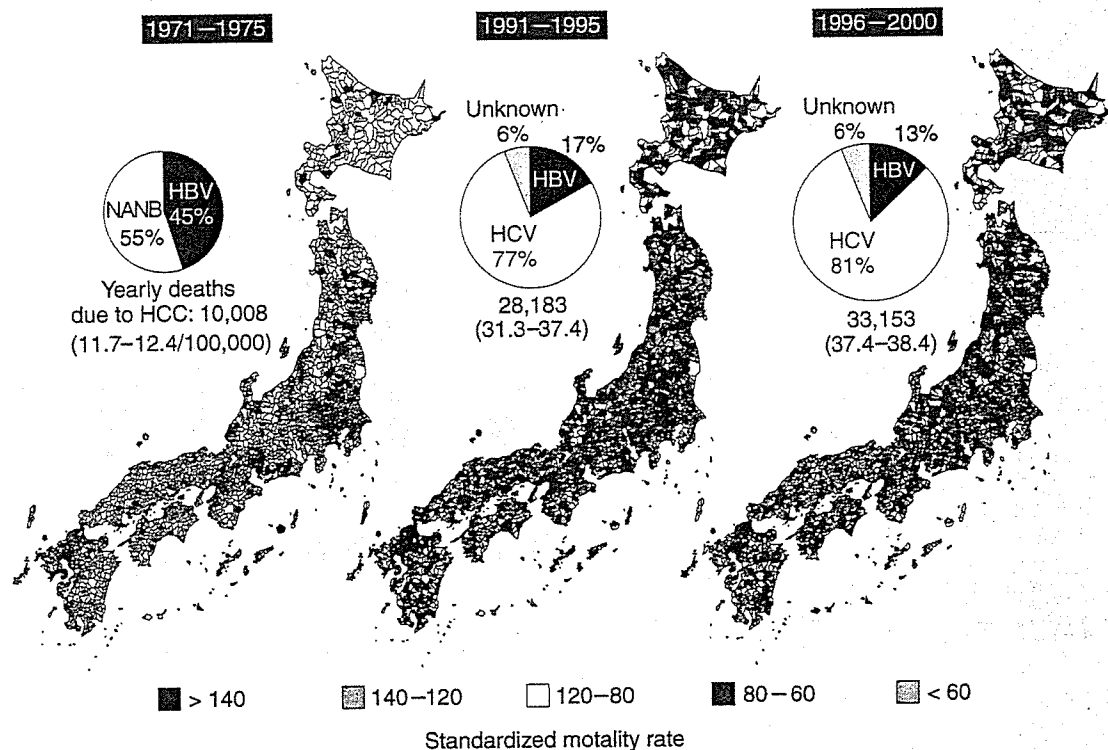 1971–1975
1991–1995
1996–2000
NANB
55%
HBV
45%
Yearly deaths
due to HCC: 10,008
(11.7–12.4/100,000)
Unknown
6%
17%
HBV
HCV
77%
28,183
(31.3–37.4)
Unknown
6%
13%
HBV
HCV
81%
33,153
(37.4–38.4)
> 140
140–120
120–80
80–60
< 60
Standardized motality rate